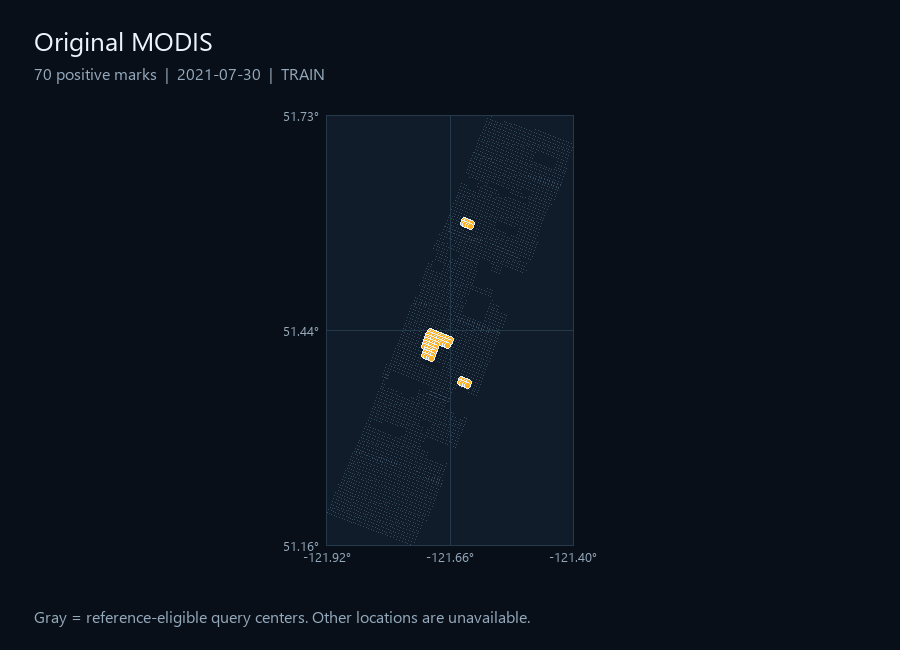 Original MODIS
70 positive marks  |  2021-07-30  |  TRAIN
51.73°
51.44°
51.16°
-121.92°
-121.66°
-121.40°
Gray = reference-eligible query centers. Other locations are unavailable.